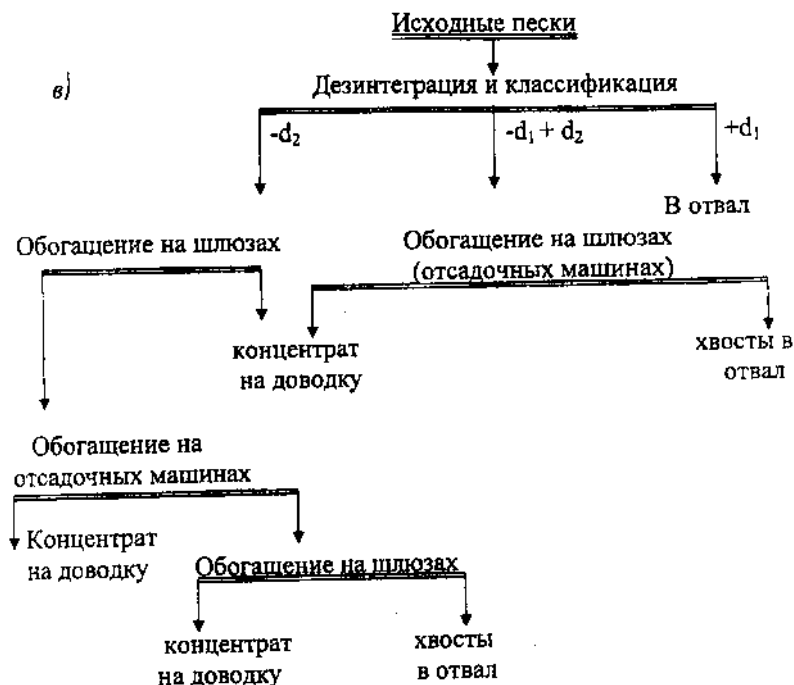 Исходные пески
в)
Дезинтеграция и классификация
-d₂
-d₁ + d₂
+d₁
В отвал
Обогащение на шлюзах
Обогащение на шлюзах
(отсадочных машинах)
концентрат
на доводку
хвосты в
отвал
Обогащение на
отсадочных машинах
Концентрат
на доводку
Обогащение на шлюзах
концентрат
на доводку
хвосты
в отвал